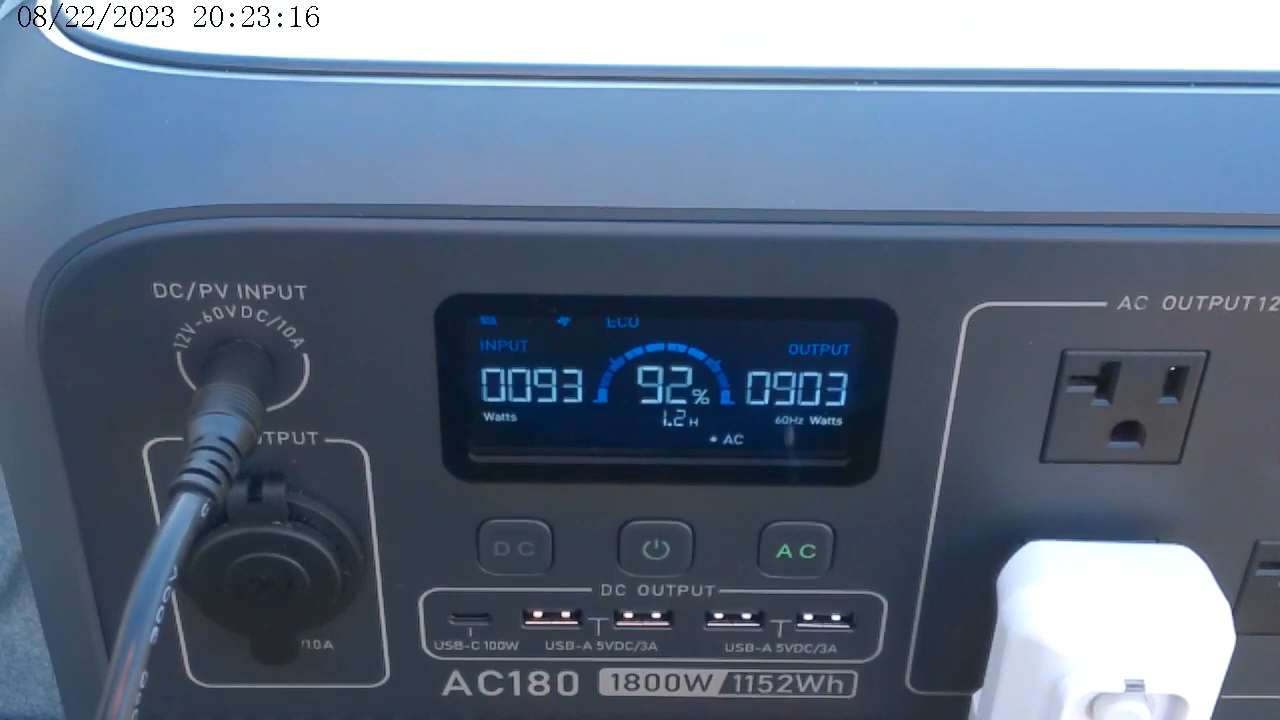 08/22/2023 20:23:16
DC/PV INPUT
12V-60VDC/10A
ECO
INPUT
OUTPUT
0093
92%
0903
Watts
1.2H
60Hz Watts
AC
AC OUTPUT 12
/10A
DC
AC
DC OUTPUT
USB-C 100W
USB-A 5VDC/3A
USB-A 5VDC/3A
AC180 1800W/1152Wh